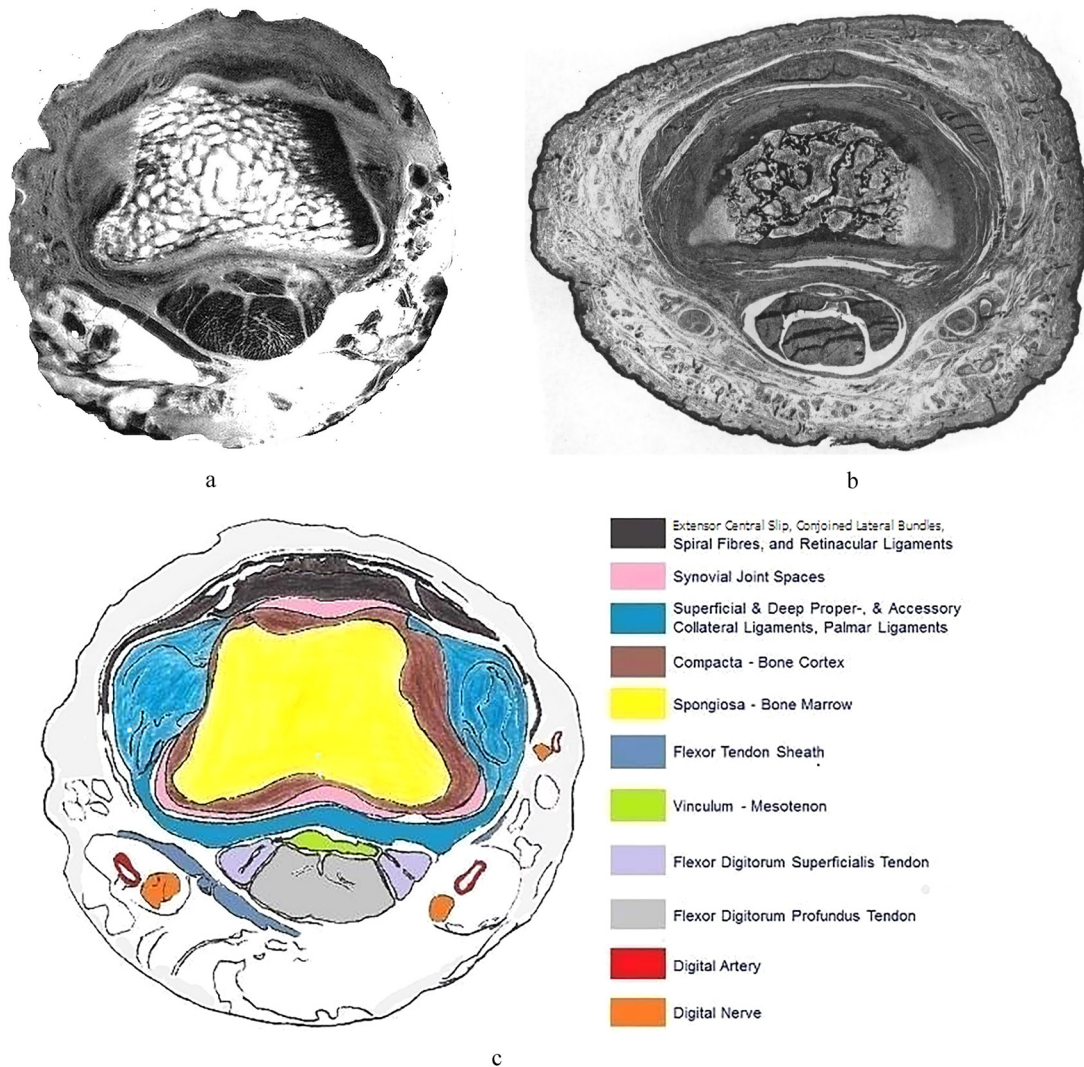 a
b
Extensor Central Slip, Conjoined Lateral Bundles,
Spiral Fibres, and Retinacular Ligaments
Synovial Joint Spaces
Superficial & Deep Proper-, & Accessory
Collateral Ligaments, Palmar Ligaments
Compacta - Bone Cortex
Spongiosa - Bone Marrow
Flexor Tendon Sheath
Vinculum - Mesotenon
Flexor Digitorum Superficialis Tendon
Flexor Digitorum Profundus Tendon
Digital Artery
Digital Nerve
c